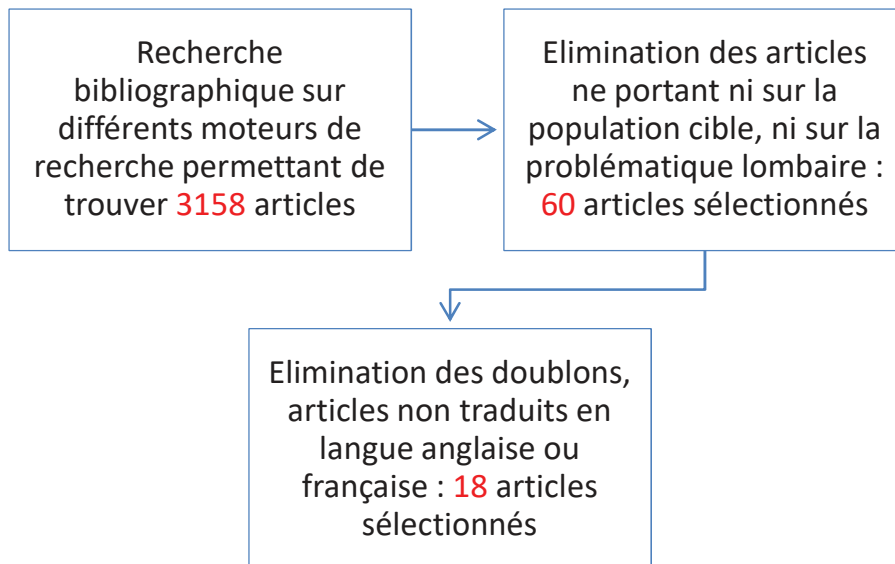 Recherche
bibliographique sur
différents moteurs de
recherche permettant de
trouver 3158 articles
Elimination des articles
ne portant ni sur la
population cible, ni sur la
problématique lombaire :
60 articles sélectionnés
Elimination des doublons,
articles non traduits en
langue anglaise ou
française : 18 articles
sélectionnés